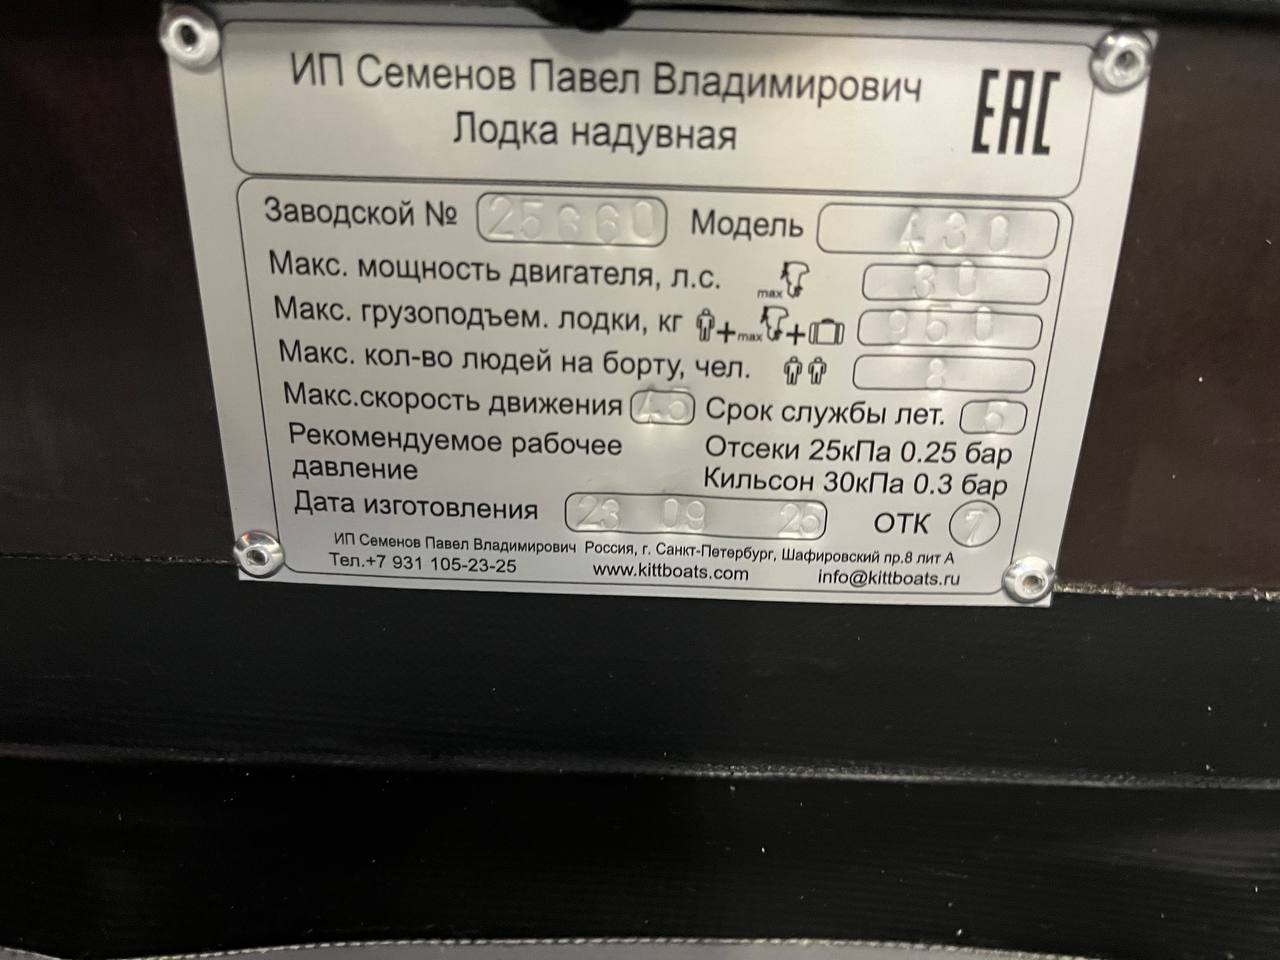 ИП Семенов Павел Владимирович
Лодка надувная
EAC
Заводской № 25660 Модель 430
Макс. мощность двигателя, л.с. max 30
Макс. грузоподъем. лодки, кг +max + 950
Макс. кол-во людей на борту, чел. 8
Макс.скорость движения 45 Срок службы лет. 5
Рекомендуемое рабочее давление Отсеки 25кПа 0.25 бар
Кильсон 30кПа 0.3 бар
Дата изготовления 23 09 25 ОТК 7
ИП Семенов Павел Владимирович Россия, г. Санкт-Петербург, Шафировский пр.8 лит А
Тел.+7 931 105-23-25 www.kittboats.com info@kittboats.ru